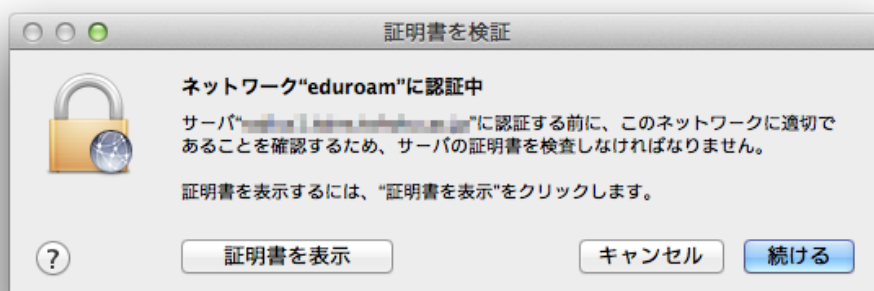 証明書を検証
ネットワーク“eduroam”に認証中
サーバ“ ”に認証する前に、このネットワークに適切で
あることを確認するため、サーバの証明書を検査しなければなりません。
証明書を表示するには、“証明書を表示”をクリックします。
? 証明書を表示 キャンセル 続ける